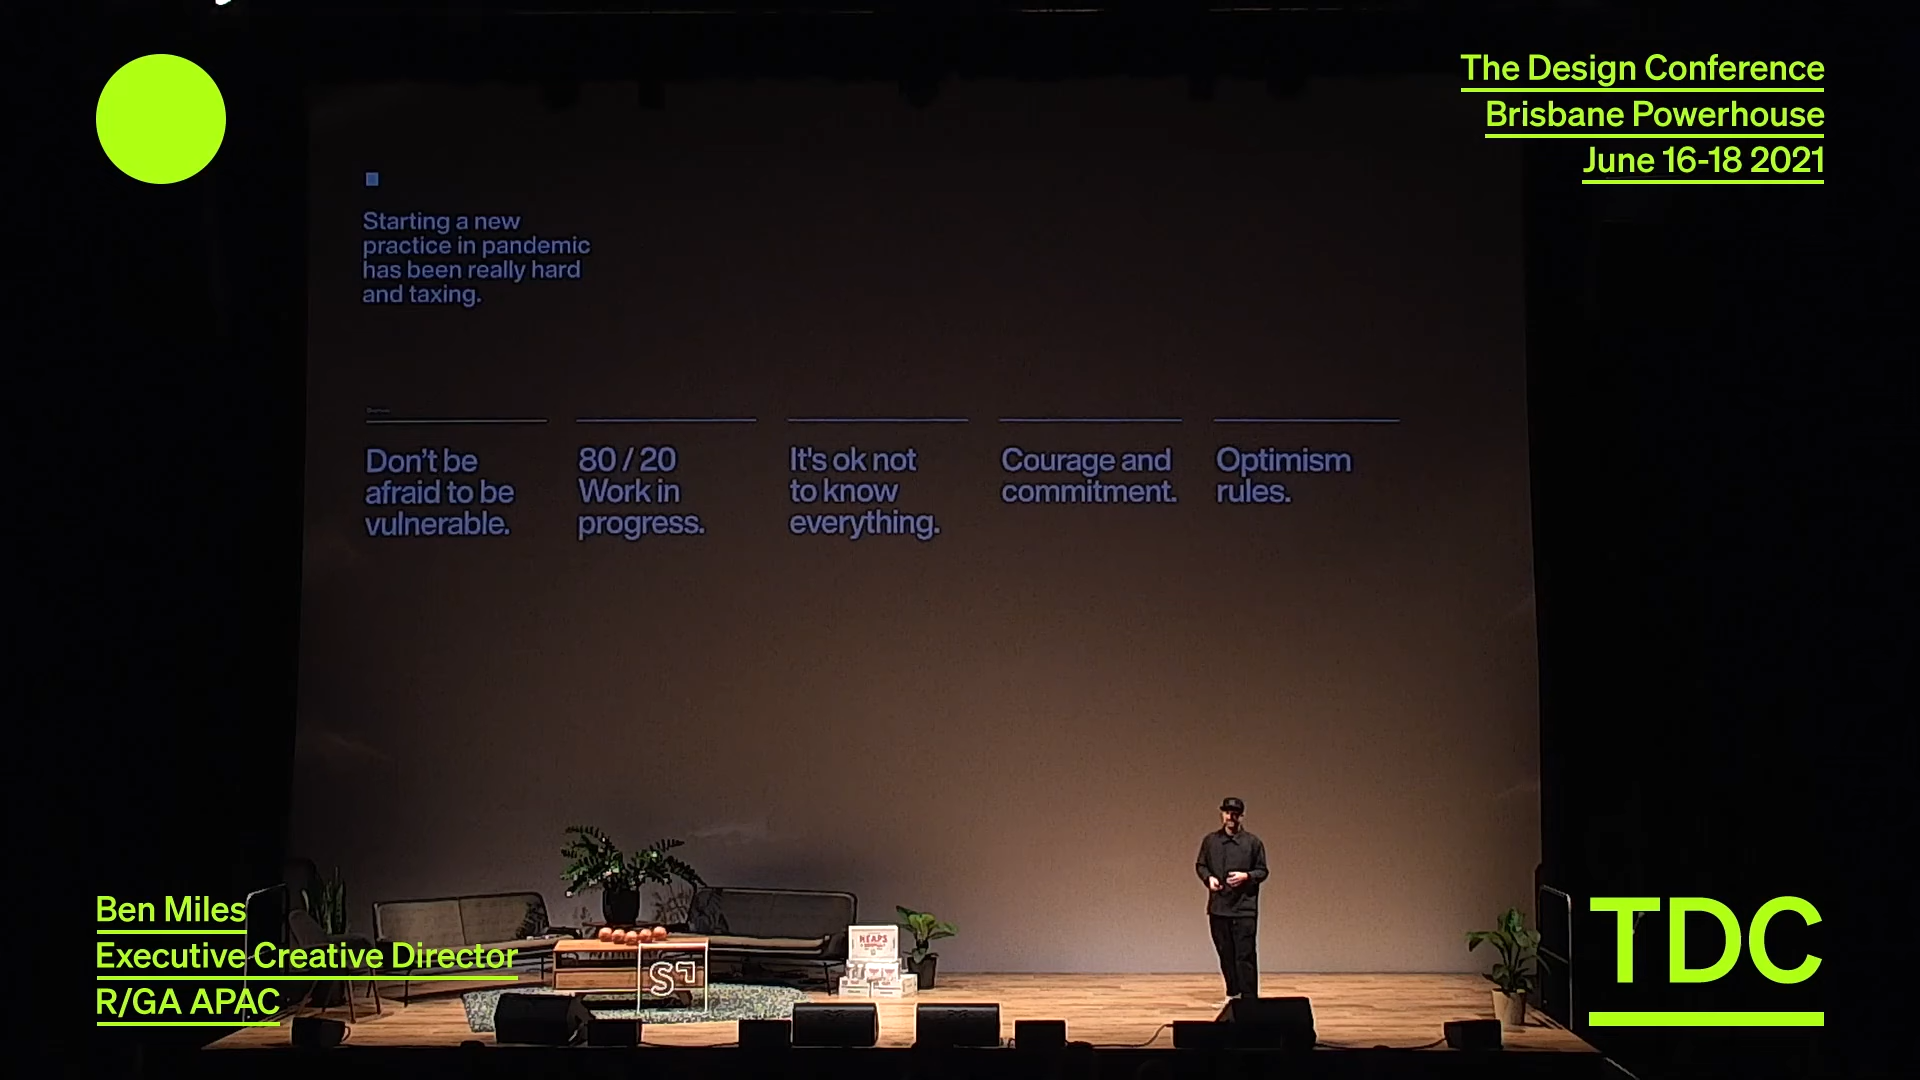 The Design Conference
Brisbane Powerhouse
June 16-18 2021
Starting a new
practice in pandemic
has been really hard
and taxing.
Don't be
afraid to be
vulnerable.
80 / 20
Work in
progress.
It's ok not
to know
everything.
Courage and
commitment.
Optimism
rules.
HEAPS
Ben Miles
Executive Creative Director
R/GA APAC
TDC